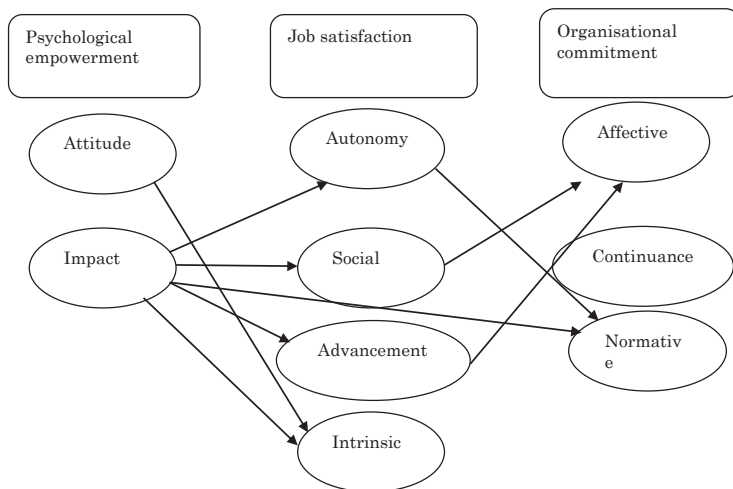 Psychological
empowerment
Job satisfaction
Organisational
commitment
Attitude
Autonomy
Affective
Impact
Social
Continuance
Advancement
Normativ
e
Intrinsic